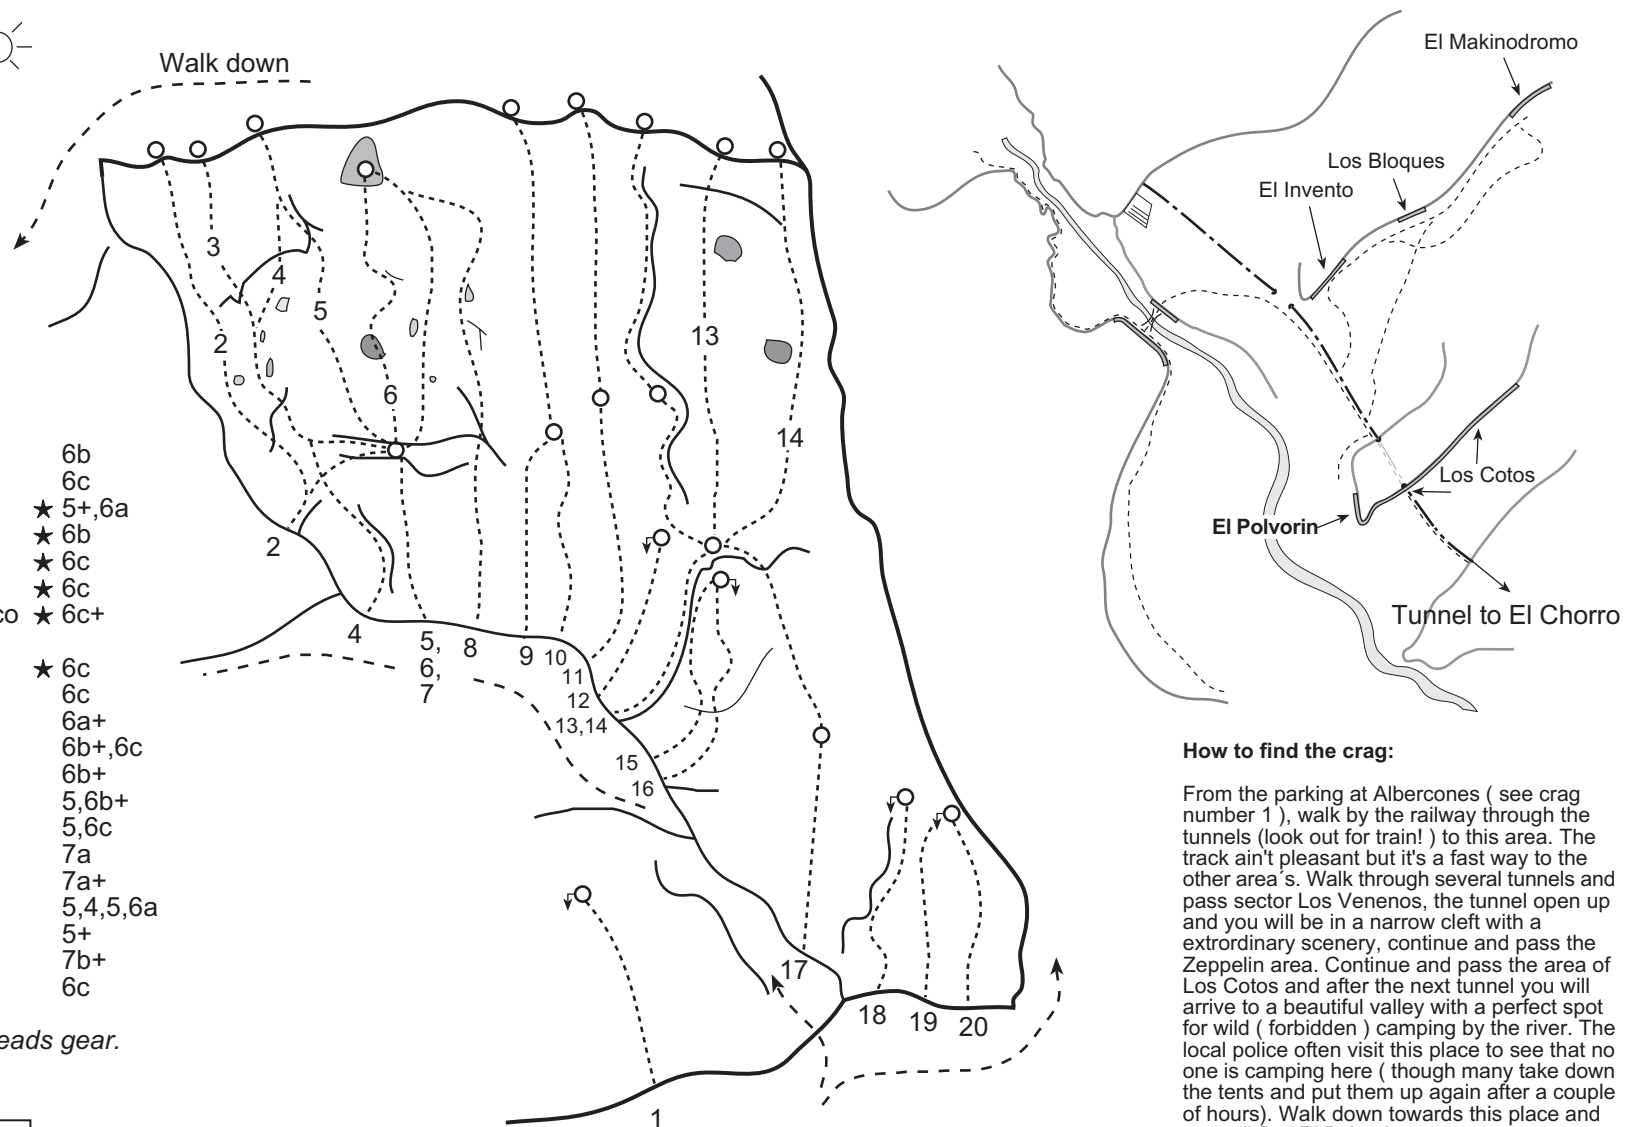 Walk down
3
4
5
2
6
13
14
2
4
5,
6,
7
8
9
10
11
12
13,14
15
16
17
18
19
20
1
6b
6c
★ 5+,6a
★ 6b
★ 6c
★ 6c
co ★ 6c+
★ 6c
6c
6a+
6b+,6c
6b+
5,6b+
5,6c
7a
7a+
5,4,5,6a
5+
7b+
6c
eads gear.
El Makinodromo
Los Bloques
El Invento
Los Cotos
El Polvorin
Tunnel to El Chorro
How to find the crag:
From the parking at Albercones ( see crag
number 1 ), walk by the railway through the
tunnels (look out for train! ) to this area. The
track ain't pleasant but it's a fast way to the
other area´s. Walk through several tunnels and
pass sector Los Venenos, the tunnel open up
and you will be in a narrow cleft with a
extrordinary scenery, continue and pass the
Zeppelin area. Continue and pass the area of
Los Cotos and after the next tunnel you will
arrive to a beautiful valley with a perfect spot
for wild ( forbidden ) camping by the river. The
local police often visit this place to see that no
one is camping here ( though many take down
the tents and put them up again after a couple
of hours). Walk down towards this place and